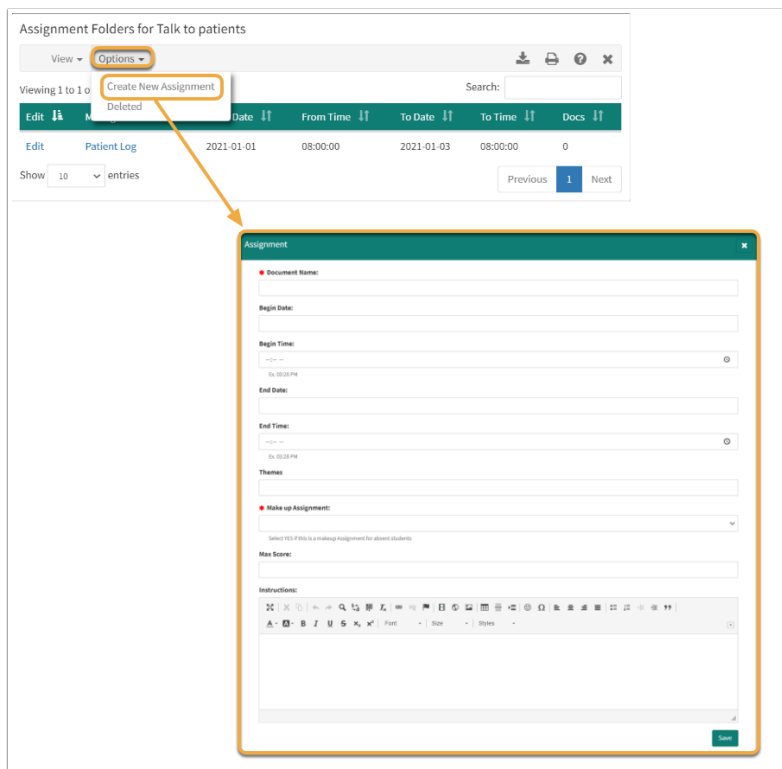 Assignment Folders for Talk to patients
View Options
Create New Assignment
Deleted
Viewing 1 to 1 o
Search:
Edit Date From Time To Date To Time Docs
Edit Patient Log 2021-01-01 08:00:00 2021-01-03 08:00:00 0
Show 10 entries
Previous 1 Next
Assignment
Document Name:
Begin Date:
Begin Time:
--:-- --
Ex. 03:28 PM
End Date:
End Time:
--:-- --
Ex. 03:28 PM
Themes
Make up Assignment:
Select YES if this is a makeup Assignment for absent students
Max Score:
Instructions:
A A B I U S x₂ x² Font Size Styles
Save